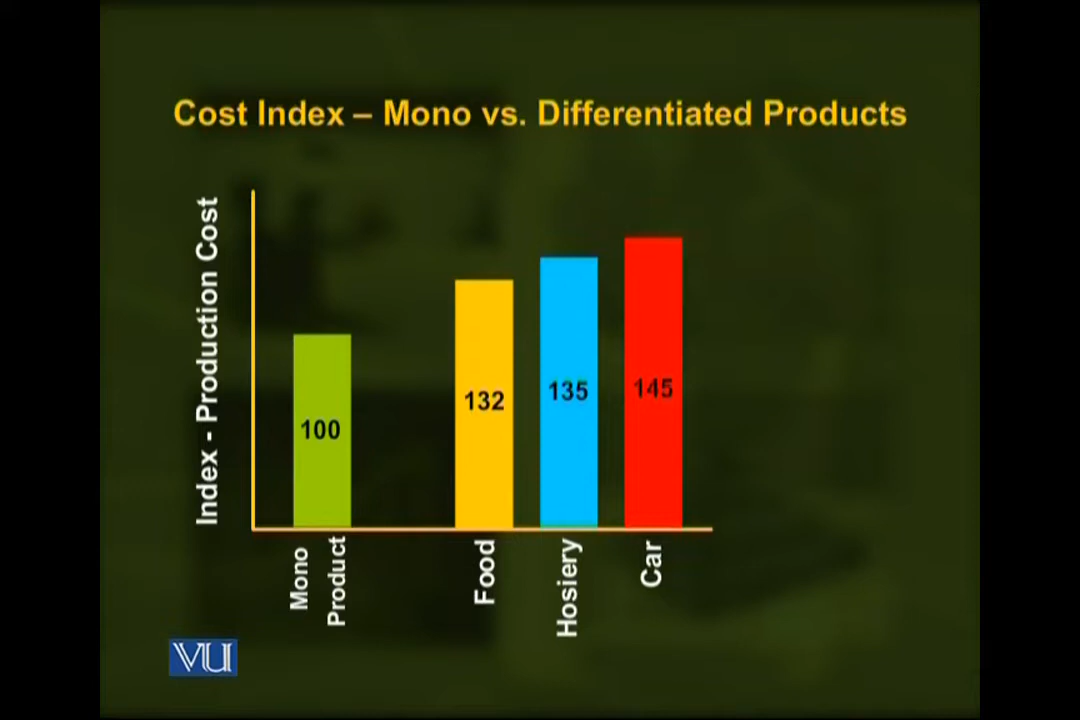 Cost Index – Mono vs. Differentiated Products
Index - Production Cost
100
132
135
145
Mono
Product
Food
Hosiery
Car
VU